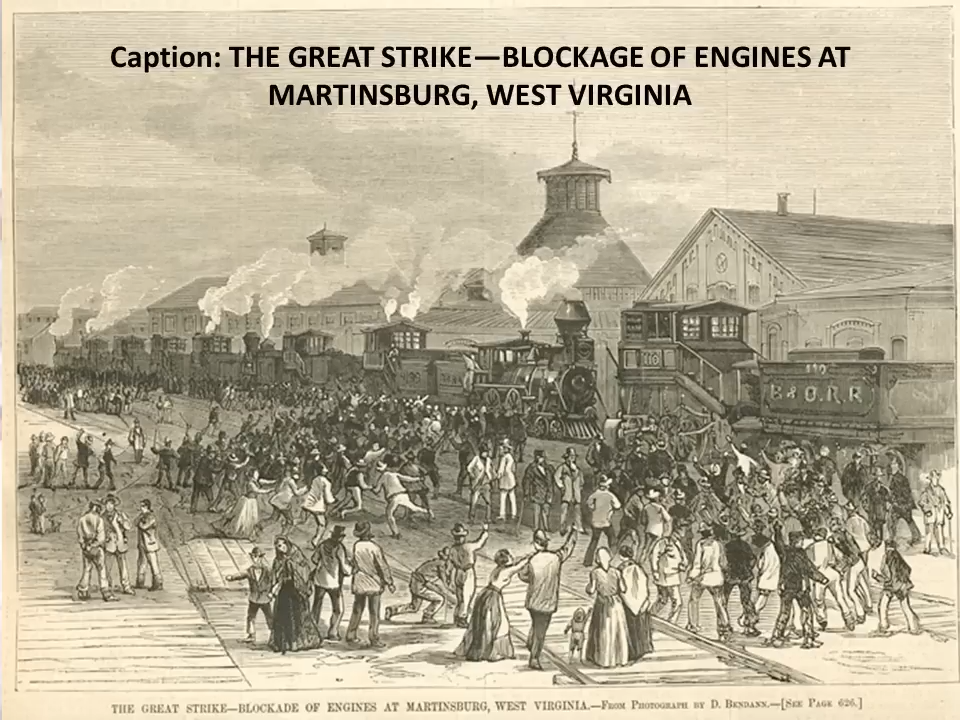 Caption: THE GREAT STRIKE—BLOCKAGE OF ENGINES AT
MARTINSBURG, WEST VIRGINIA
B & O. R. R
THE GREAT STRIKE—BLOCKADE OF ENGINES AT MARTINSBURG, WEST VIRGINIA.—From Photograph by D. Bendann.—[See Page 626.]